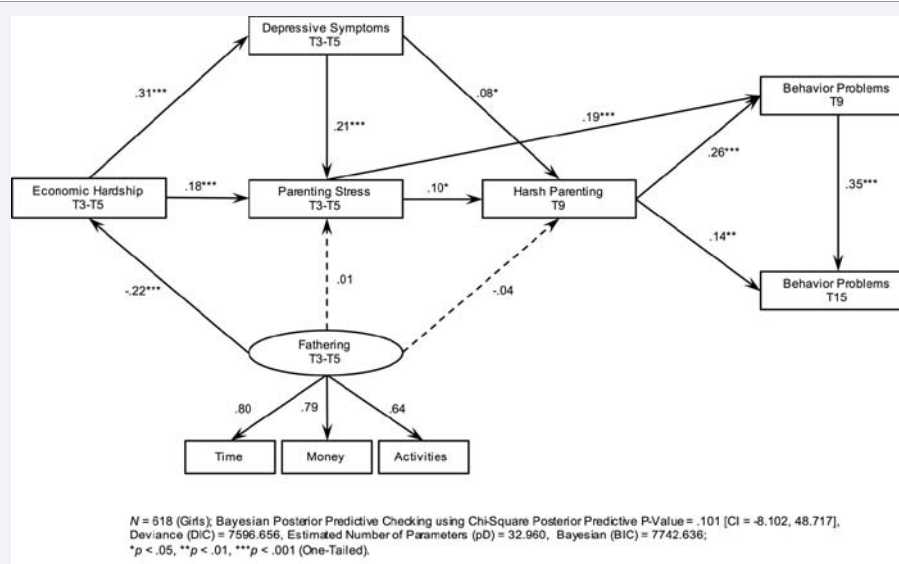 Depressive Symptoms
T3-T5
.31***
.08*
.21***
.19***
Behavior Problems
T9
.26***
Economic Hardship
T3-T5
.18***
Parenting Stress
T3-T5
.10*
Harsh Parenting
T9
.35***
.14**
Behavior Problems
T15
-.22***
.01
-.04
Fathering
T3-T5
.80
.79
.64
Time
Money
Activities
N = 618 (Girls); Bayesian Posterior Predictive Checking using Chi-Square Posterior Predictive P-Value = .101 [CI = -8.102, 48.717],
Deviance (DIC) = 7596.656, Estimated Number of Parameters (pD) = 32.960, Bayesian (BIC) = 7742.636;
*p < .05, **p < .01, ***p < .001 (One-Tailed).